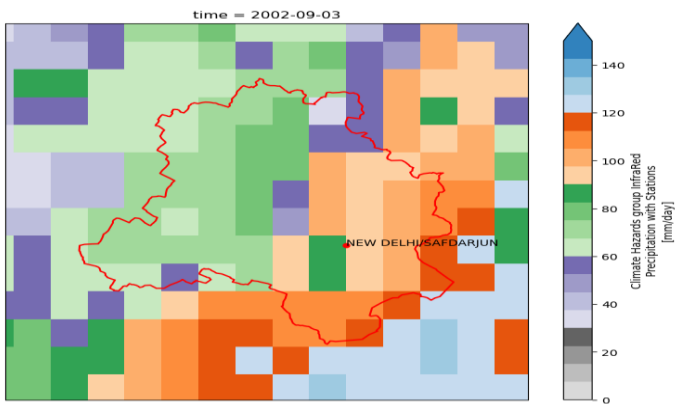 time = 2002-09-03
NEW DELHI/SAFDARJUN
140
120
100
80
60
40
20
0
Climate Hazards group InfraRed
Precipitation with Stations
[mm/day]